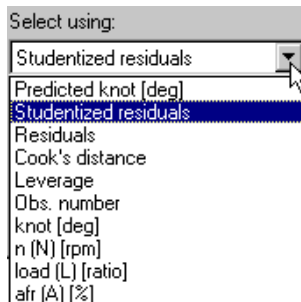 Select using:
Studentized residuals
Predicted knot [deg]
Studentized residuals
Residuals
Cook's distance
Leverage
Obs. number
knot [deg]
n (N) [rpm]
load (L) [ratio]
afr (A) [%]